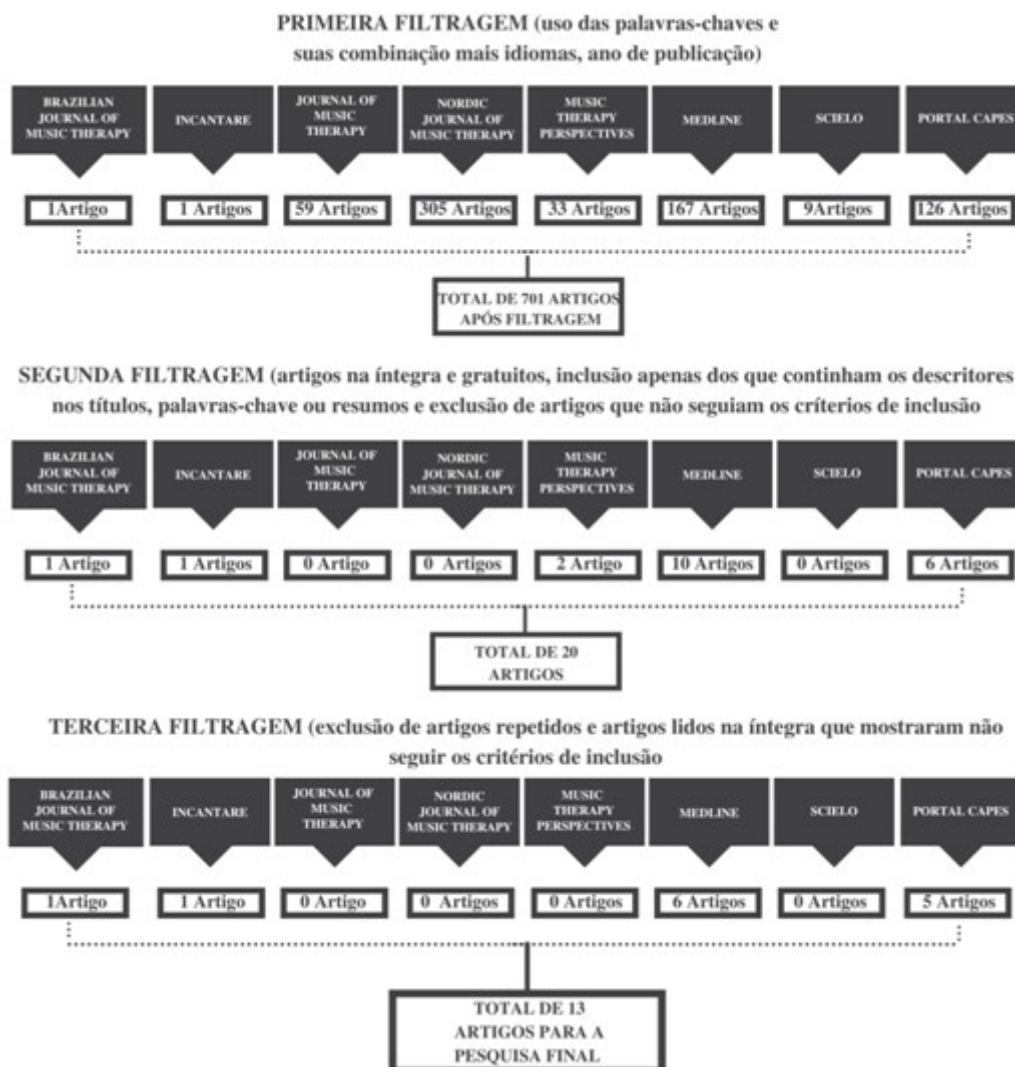 PRIMEIRA FILTRAGEM (uso das palavras-chaves e
suas combinação mais idiomas, ano de publicação)
BRAZILIAN
JOURNAL OF
MUSIC THERAPY
INCANTARE
JOURNAL OF
MUSIC
THERAPY
NORDIC
JOURNAL OF
MUSIC THERAPY
MUSIC
THERAPY
PERSPECTIVES
MEDLINE
SCIELO
PORTAL CAPES
1Artigo
1 Artigos
59 Artigos
305 Artigos
33 Artigos
167 Artigos
9Artigos
126 Artigos
TOTAL DE 701 ARTIGOS
APÓS FILTRAGEM
SEGUNDA FILTRAGEM (artigos na íntegra e gratuitos, inclusão apenas dos que continham os descritores
nos títulos, palavras-chave ou resumos e exclusão de artigos que não seguiam os críterios de inclusão
BRAZILIAN
JOURNAL OF
MUSIC THERAPY
INCANTARE
JOURNAL OF
MUSIC
THERAPY
NORDIC
JOURNAL OF
MUSIC THERAPY
MUSIC
THERAPY
PERSPECTIVES
MEDLINE
SCIELO
PORTAL CAPES
1 Artigo
1 Artigos
0 Artigo
0 Artigos
2 Artigo
10 Artigos
0 Artigos
6 Artigos
TOTAL DE 20
ARTIGOS
TERCEIRA FILTRAGEM (exclusão de artigos repetidos e artigos lidos na íntegra que mostraram não
seguir os critérios de inclusão
BRAZILIAN
JOURNAL OF
MUSIC THERAPY
INCANTARE
JOURNAL OF
MUSIC
THERAPY
NORDIC
JOURNAL OF
MUSIC THERAPY
MUSIC
THERAPY
PERSPECTIVES
MEDLINE
SCIELO
PORTAL CAPES
1Artigo
1 Artigo
0 Artigo
0 Artigos
0 Artigos
6 Artigos
0 Artigos
5 Artigos
TOTAL DE 13
ARTIGOS PARA A
PESQUISA FINAL